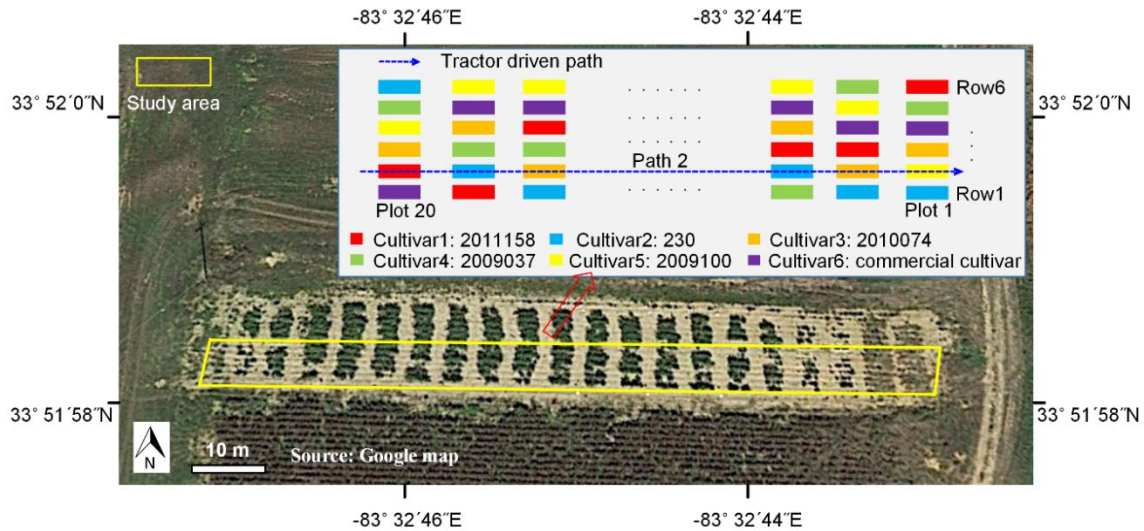 -83° 32´46˝E
-83° 32´44˝E
Tractor driven path
Study area
33° 52´0˝N
33° 52´0˝N
Row6
Path 2
Row1
Plot 20
Plot 1
Cultivar1: 2011158
Cultivar2: 230
Cultivar3: 2010074
Cultivar4: 2009037
Cultivar5: 2009100
Cultivar6: commercial cultivar
33° 51´58˝N
33° 51´58˝N
N
10 m
Source: Google map
-83° 32´46˝E
-83° 32´44˝E